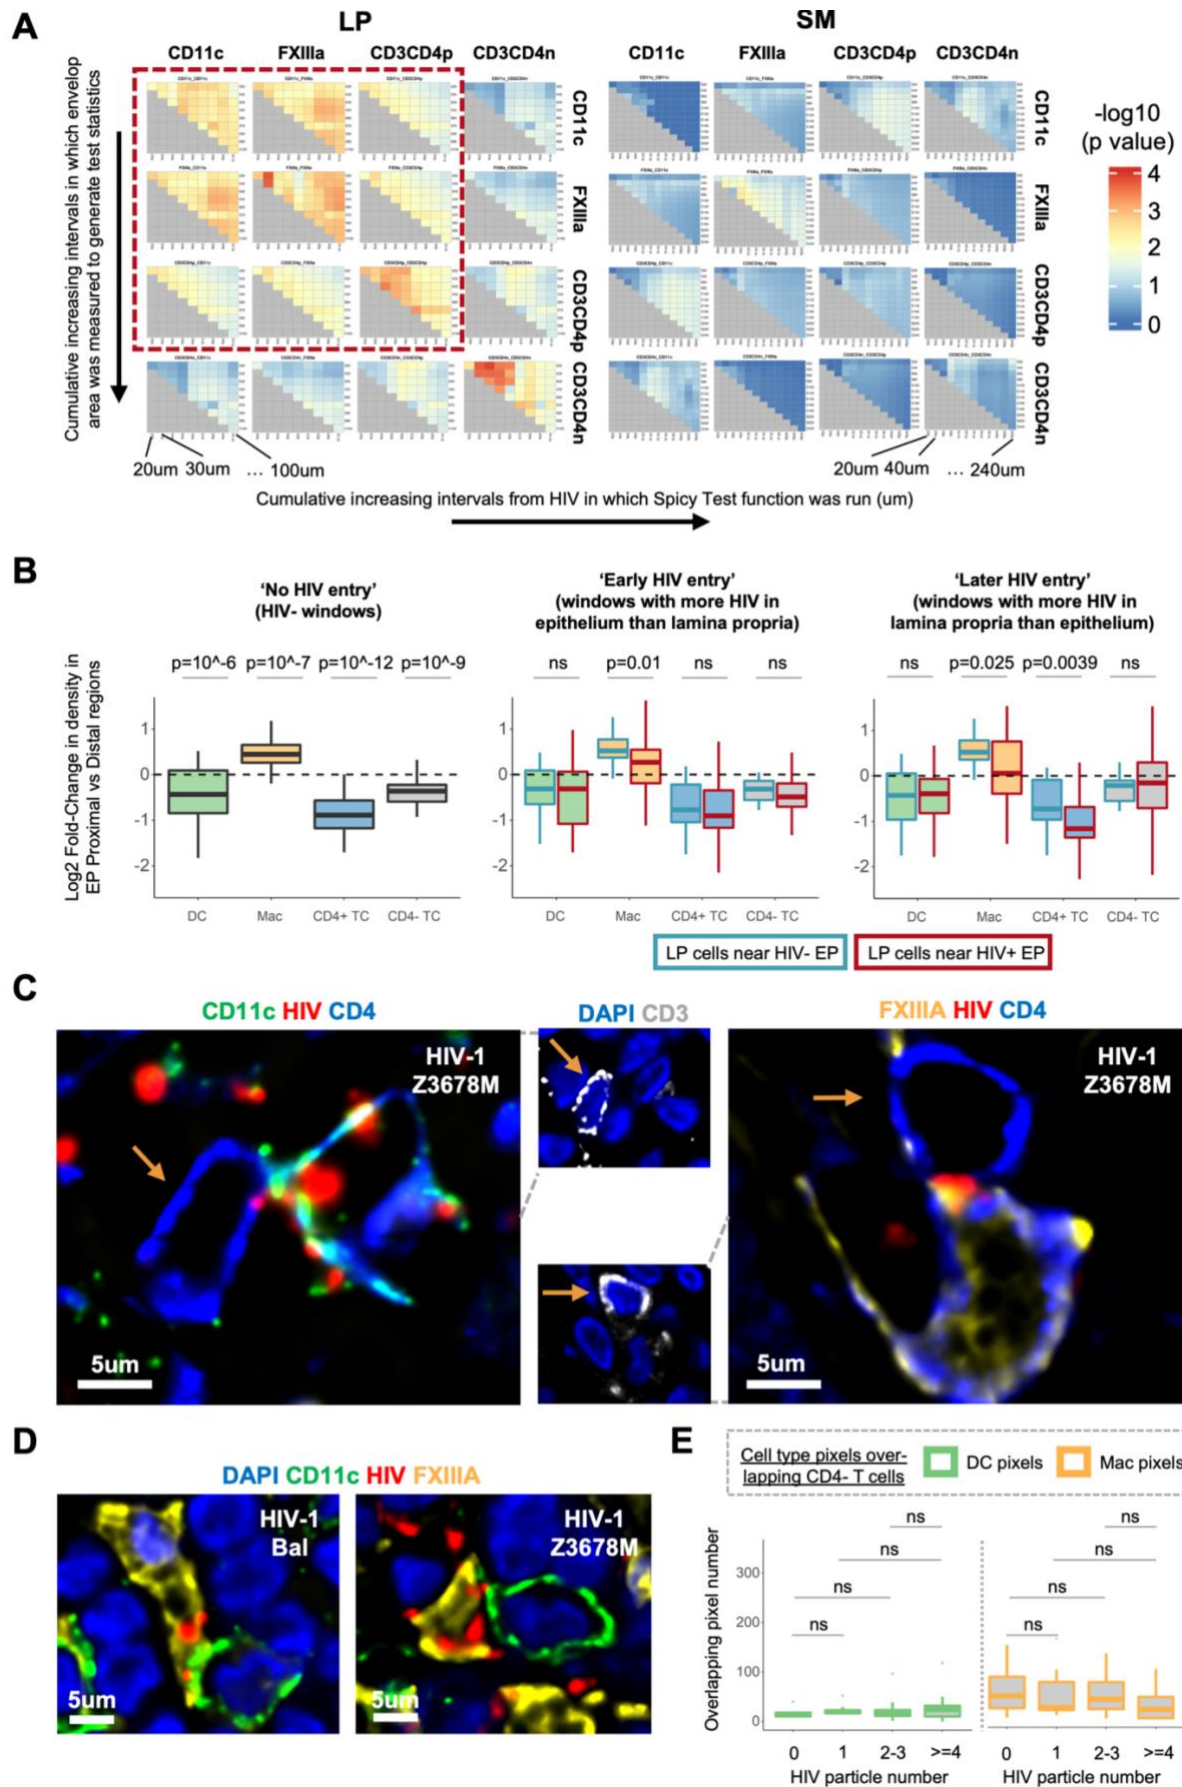 A
LP
SM
CD11c FXIIIa CD3CD4p CD3CD4n
CD11c FXIIIa CD3CD4p CD3CD4n
Cumulative increasing intervals in which envelop
area was measured to generate test statistics
CD11c
FXIIIa
CD3CD4p
CD3CD4n
CD11c
FXIIIa
CD3CD4p
CD3CD4n
-log10
(p value)
4
3
2
1
0
20um 30um ... 100um
20um 40um ... 240um
Cumulative increasing intervals from HIV in which Spicy Test function was run (um)
B
'No HIV entry'
(HIV- windows)
'Early HIV entry'
(windows with more HIV in
epithelium than lamina propria)
'Later HIV entry'
(windows with more HIV in
lamina propria than epithelium)
p=10^-6 p=10^-7 p=10^-12 p=10^-9
ns p=0.01 ns ns
ns p=0.025 p=0.0039 ns
Log2 Fold-Change in density in
EP Proximal vs Distal regions
1
0
-1
-2
1
0
-1
-2
1
0
-1
-2
DC Mac CD4+ TC CD4- TC
DC Mac CD4+ TC CD4- TC
DC Mac CD4+ TC CD4- TC
LP cells near HIV- EP
LP cells near HIV+ EP
C
CD11c HIV CD4
DAPI CD3
FXIIIA HIV CD4
HIV-1
Z3678M
HIV-1
Z3678M
5um
5um
D
DAPI CD11c HIV FXIIIA
HIV-1
Bal
HIV-1
Z3678M
5um
5um
E
Cell type pixels over-
lapping CD4- T cells
DC pixels
Mac pixels
Overlapping pixel number
300
100
0
ns
ns
ns
ns
ns
ns
ns
ns
0 1 2-3 >=4
0 1 2-3 >=4
HIV particle number
HIV particle number